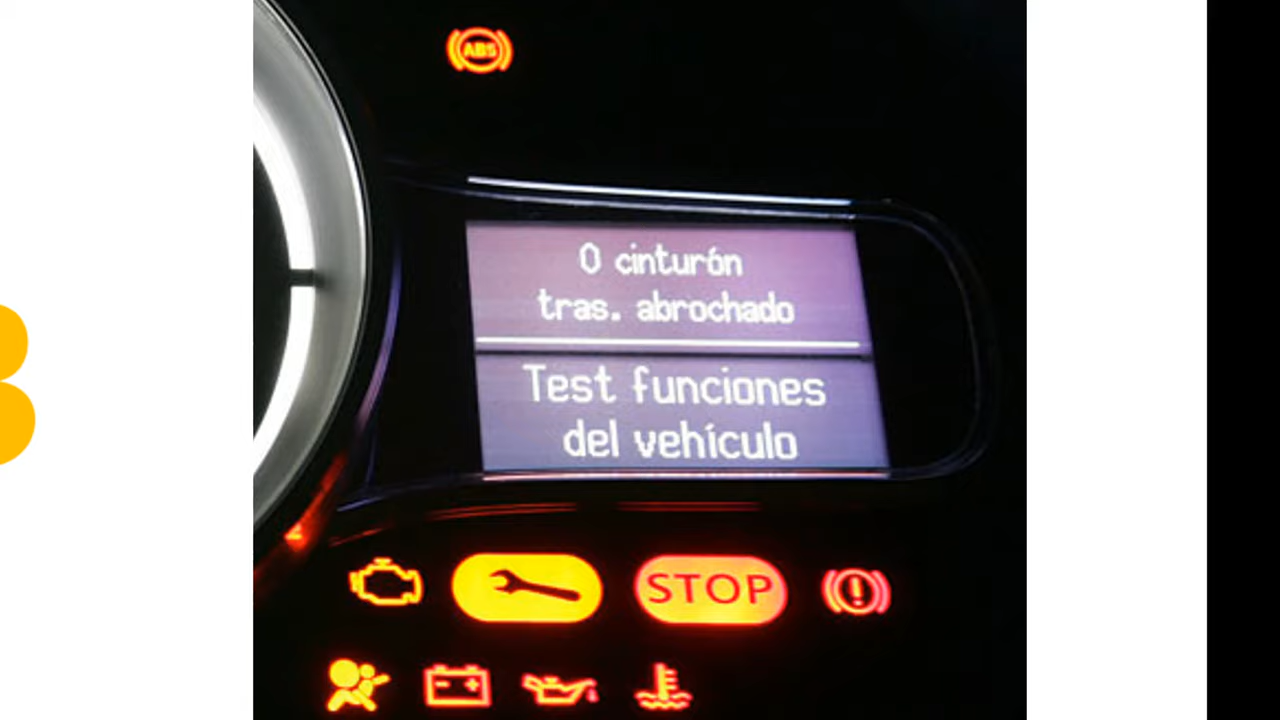 ABS
0 cinturón
tras. abrochado
Test funciones
del vehículo
STOP